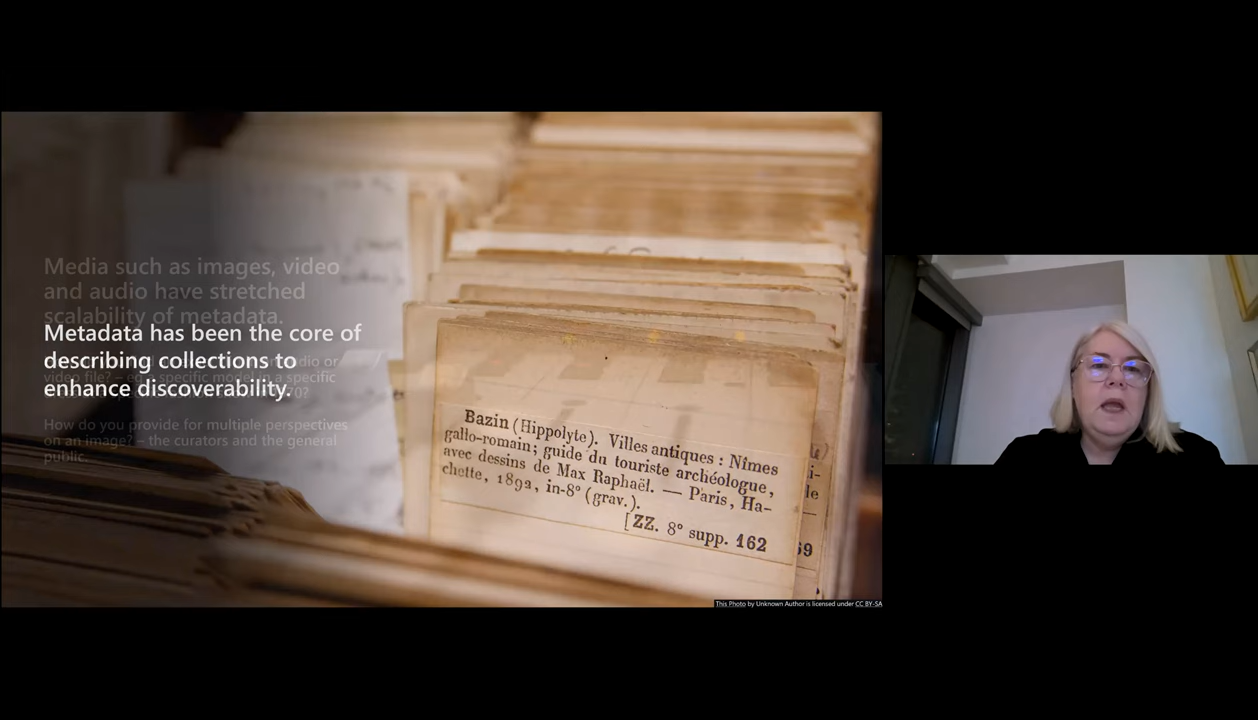 Media such as images, video
and audio have stretched
scalability of metadata.
Metadata has been the core of
describing collections to
enhance discoverability.
How do you provide for multiple perspectives
on an image? – the curators and the general
public.
Bazin (Hippolyte). Villes antiques : Nîmes
gallo-romain; guide du touriste archéologue,
avec dessins de Max Raphaël. — Paris, Ha-
chette, 1892, in-8° (grav.).
[ZZ. 8° supp. 162
69
This Photo by Unknown Author is licensed under CC BY-SA